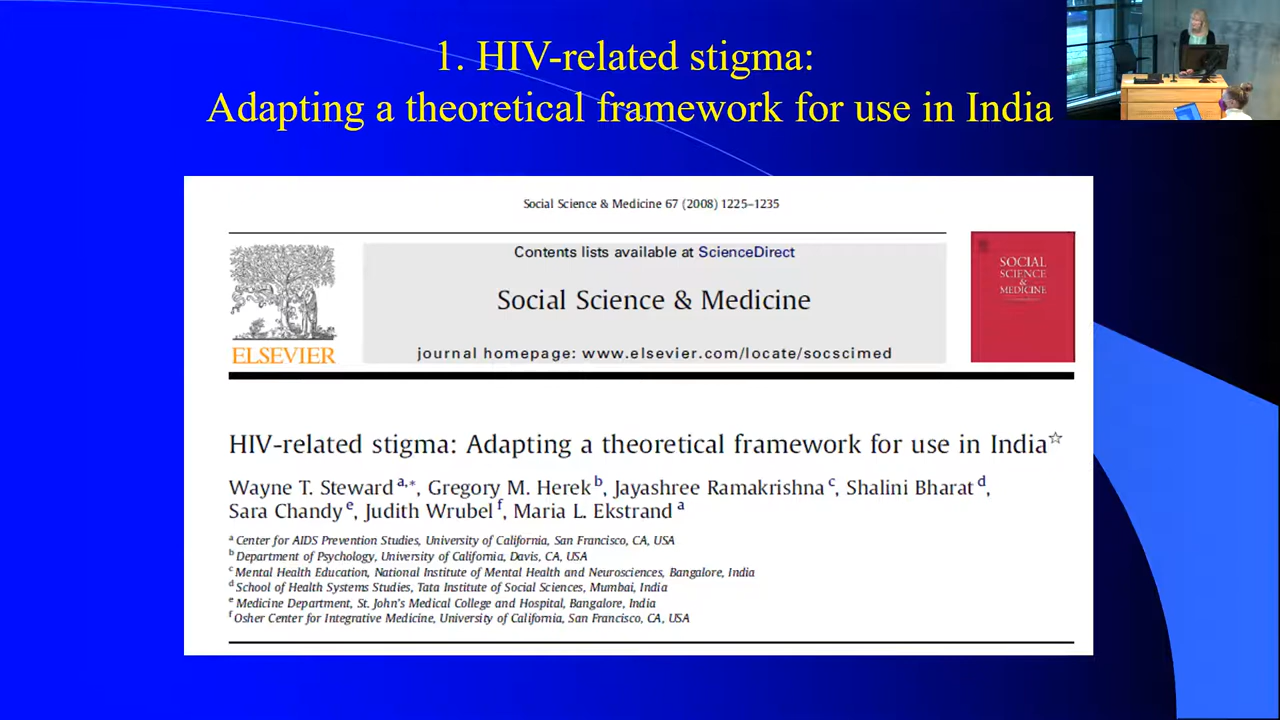 1. HIV-related stigma:
Adapting a theoretical framework for use in India
Social Science & Medicine 67 (2008) 1225–1235
Contents lists available at ScienceDirect
Social Science & Medicine
journal homepage: www.elsevier.com/locate/socscimed
ELSEVIER
SOCIAL
SCIENCE
&
MEDICINE
HIV-related stigma: Adapting a theoretical framework for use in India☆
Wayne T. Steward a,*, Gregory M. Herek b, Jayashree Ramakrishna c, Shalini Bharat d,
Sara Chandy e, Judith Wrubel f, Maria L. Ekstrand a
a Center for AIDS Prevention Studies, University of California, San Francisco, CA, USA
b Department of Psychology, University of California, Davis, CA, USA
c Mental Health Education, National Institute of Mental Health and Neurosciences, Bangalore, India
d School of Health Systems Studies, Tata Institute of Social Sciences, Mumbai, India
e Medicine Department, St. John's Medical College and Hospital, Bangalore, India
f Osher Center for Integrative Medicine, University of California, San Francisco, CA, USA